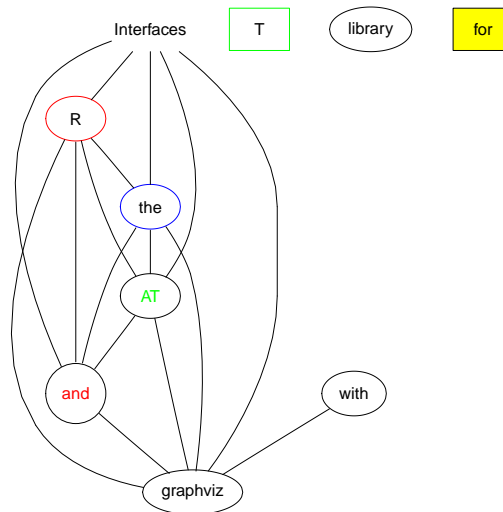 Interfaces
T
library
for
R
the
AT
and
with
graphviz